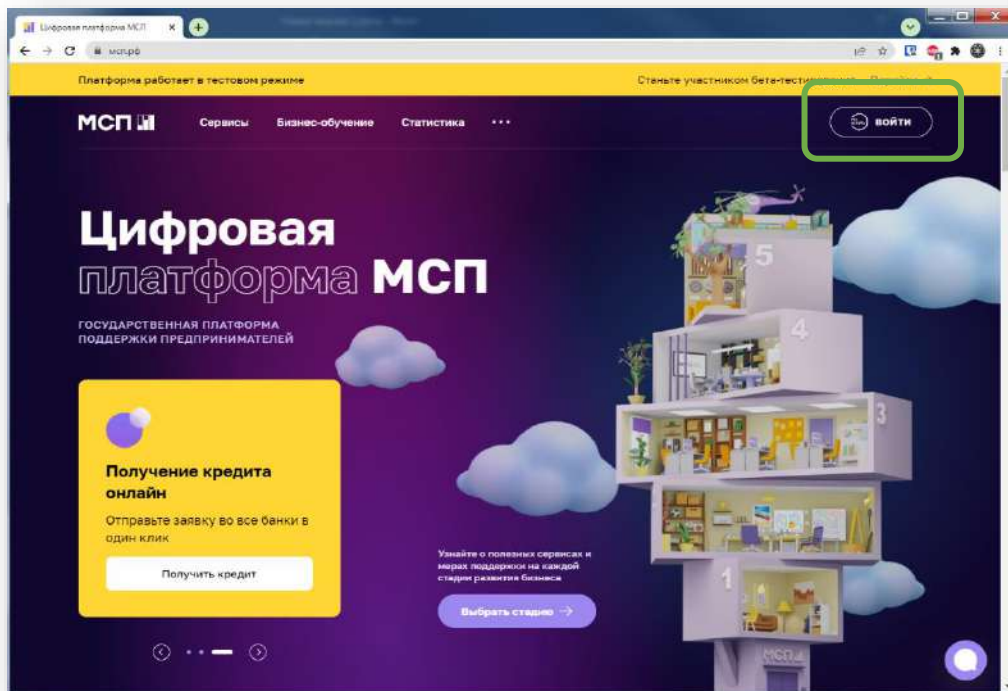 Цифровая платформа МСП
мсп.рф
Платформа работает в тестовом режиме
Станьте участником бета-тестирования
МСП
Сервисы
Бизнес-обучение
Статистика
...
ВОЙТИ
Цифровая
платформа МСП
ГОСУДАРСТВЕННАЯ ПЛАТФОРМА
ПОДДЕРЖКИ ПРЕДПРИНИМАТЕЛЕЙ
Получение кредита
онлайн
Отправьте заявку во все банки в
один клик
Получить кредит
Узнайте о полезных сервисах и
мерах поддержки на каждой
стадии развития бизнеса
Выбрать стадию →
5
4
3
1
МСП